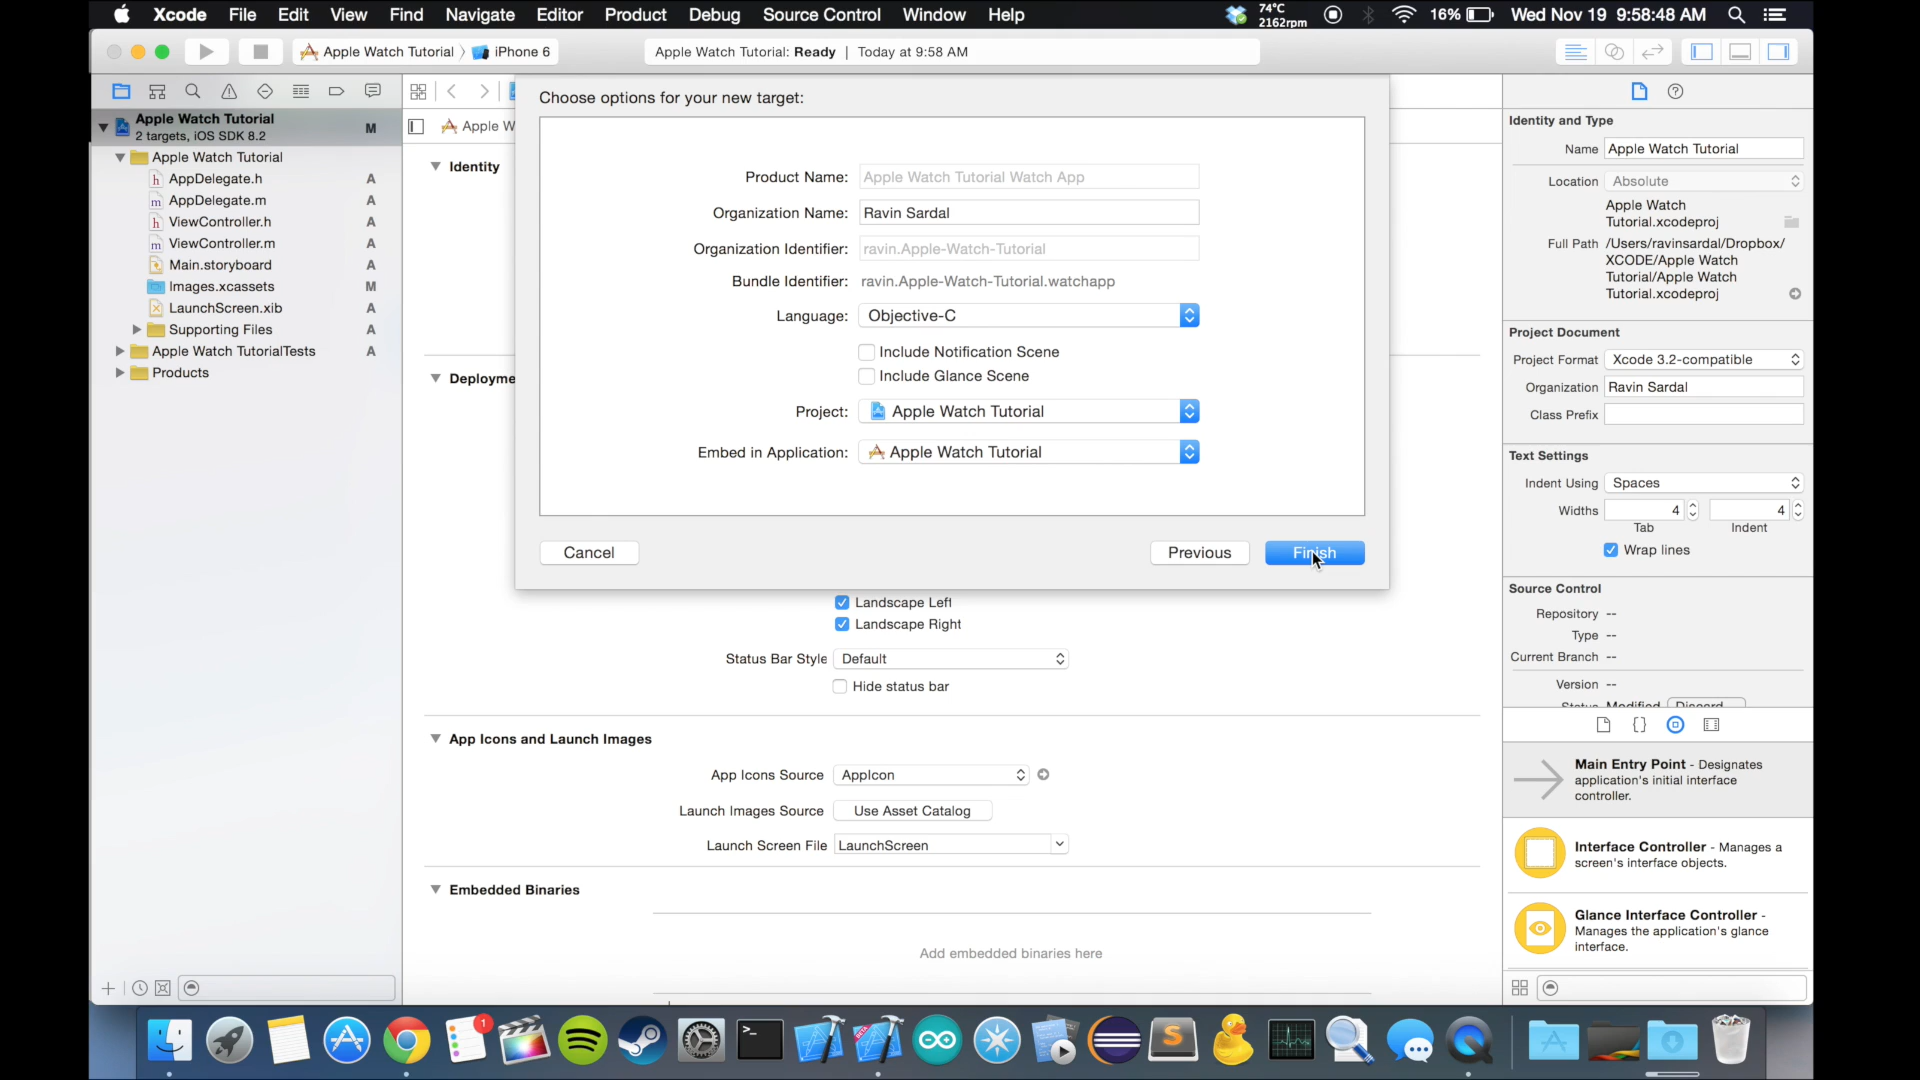 Xcode File Edit View Find Navigate Editor Product Debug Source Control Window Help
74°C
2162rpm
16%
Wed Nov 19 9:58:48 AM
Apple Watch Tutorial
iPhone 6
Apple Watch Tutorial: Ready | Today at 9:58 AM
Apple Watch Tutorial
2 targets, iOS SDK 8.2
M
Apple Watch Tutorial
AppDelegate.h A
AppDelegate.m A
ViewController.h A
ViewController.m A
Main.storyboard A
Images.xcassets M
LaunchScreen.xib A
Supporting Files A
Apple Watch TutorialTests A
Products
Apple W
Identity
Deployme
Choose options for your new target:
Product Name: Apple Watch Tutorial Watch App
Organization Name: Ravin Sardal
Organization Identifier: ravin.Apple-Watch-Tutorial
Bundle Identifier: ravin.Apple-Watch-Tutorial.watchapp
Language: Objective-C
Include Notification Scene
Include Glance Scene
Project: Apple Watch Tutorial
Embed in Application: Apple Watch Tutorial
Cancel
Previous
Finish
Landscape Left
Landscape Right
Status Bar Style Default
Hide status bar
App Icons and Launch Images
App Icons Source AppIcon
Launch Images Source Use Asset Catalog
Launch Screen File LaunchScreen
Embedded Binaries
Add embedded binaries here
Identity and Type
Name Apple Watch Tutorial
Location Absolute
Apple Watch
Tutorial.xcodeproj
Full Path /Users/ravinsardal/Dropbox/
XCODE/Apple Watch
Tutorial/Apple Watch
Tutorial.xcodeproj
Project Document
Project Format Xcode 3.2-compatible
Organization Ravin Sardal
Class Prefix
Text Settings
Indent Using Spaces
Widths 4 4
Tab Indent
Wrap lines
Source Control
Repository --
Type --
Current Branch --
Version --
Status Modified Discard
{}
Main Entry Point - Designates
application's initial interface
controller.
Interface Controller - Manages a
screen's interface objects.
Glance Interface Controller -
Manages the application's glance
interface.
1